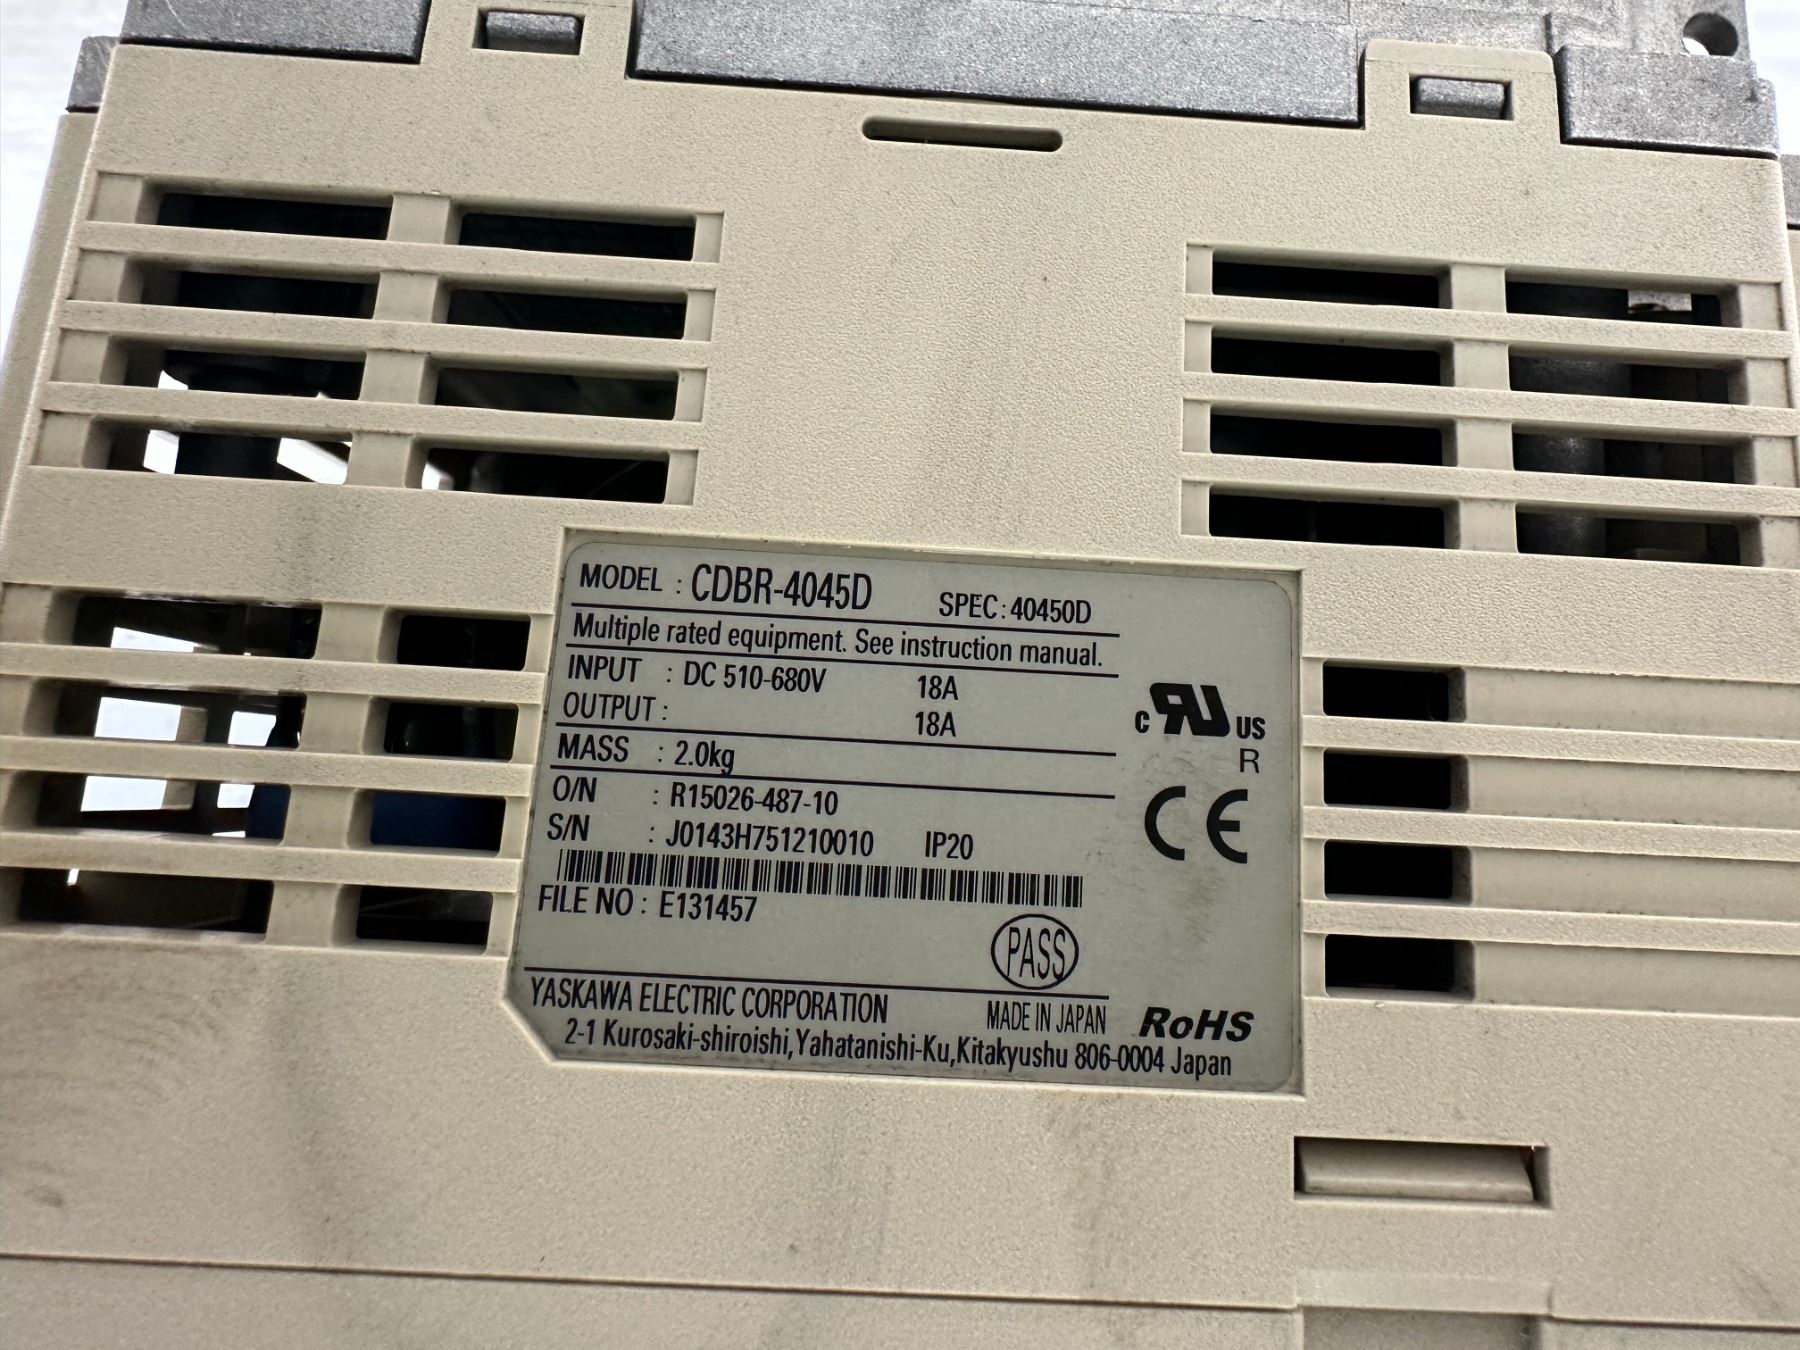 MODEL : CDBR-4045D SPEC: 40450D
Multiple rated equipment. See instruction manual.
INPUT : DC 510-680V 18A
OUTPUT : 18A
MASS : 2.0kg
O/N : R15026-487-10
S/N : J0143H751210010 IP20
FILE NO : E131457
PASS
C RU US
R
CE
YASKAWA ELECTRIC CORPORATION MADE IN JAPAN RoHS
2-1 Kurosaki-shiroishi, Yahatanishi-Ku, Kitakyushu 806-0004 Japan